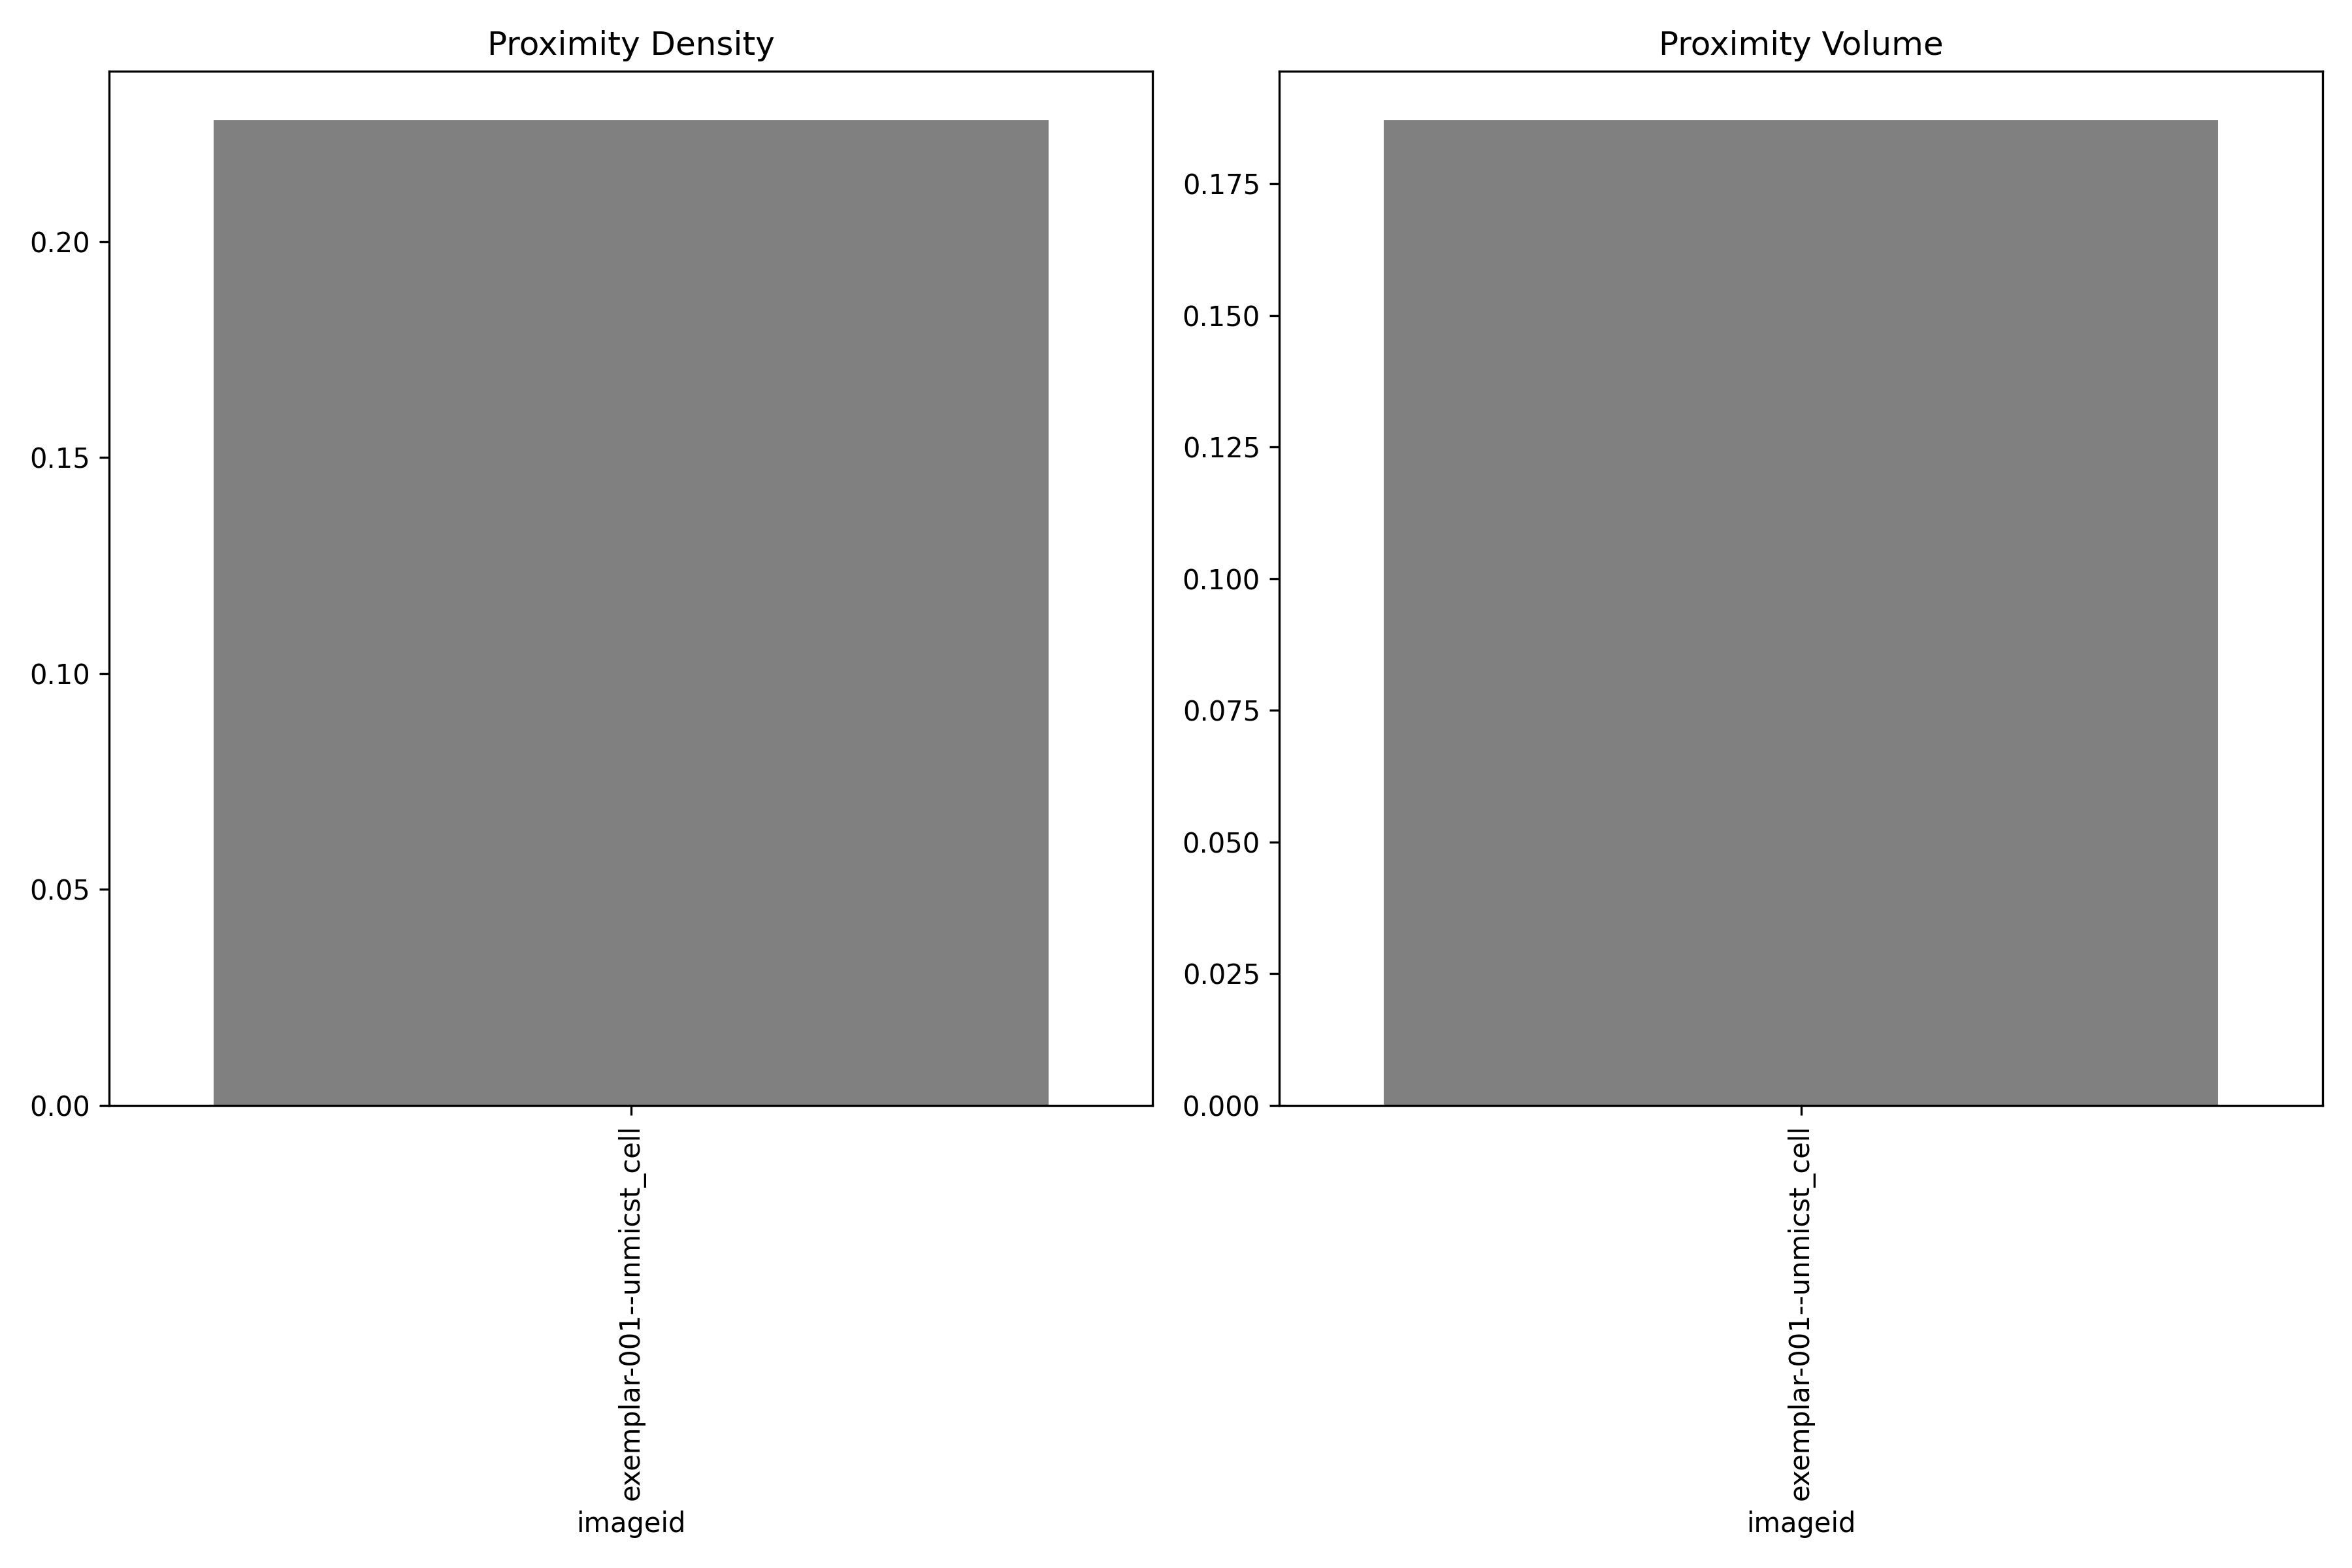 Proximity Density
0.20
0.15
0.10
0.05
0.00
exemplar-001--unmicst_cell
imageid
Proximity Volume
0.175
0.150
0.125
0.100
0.075
0.050
0.025
0.000
exemplar-001--unmicst_cell
imageid